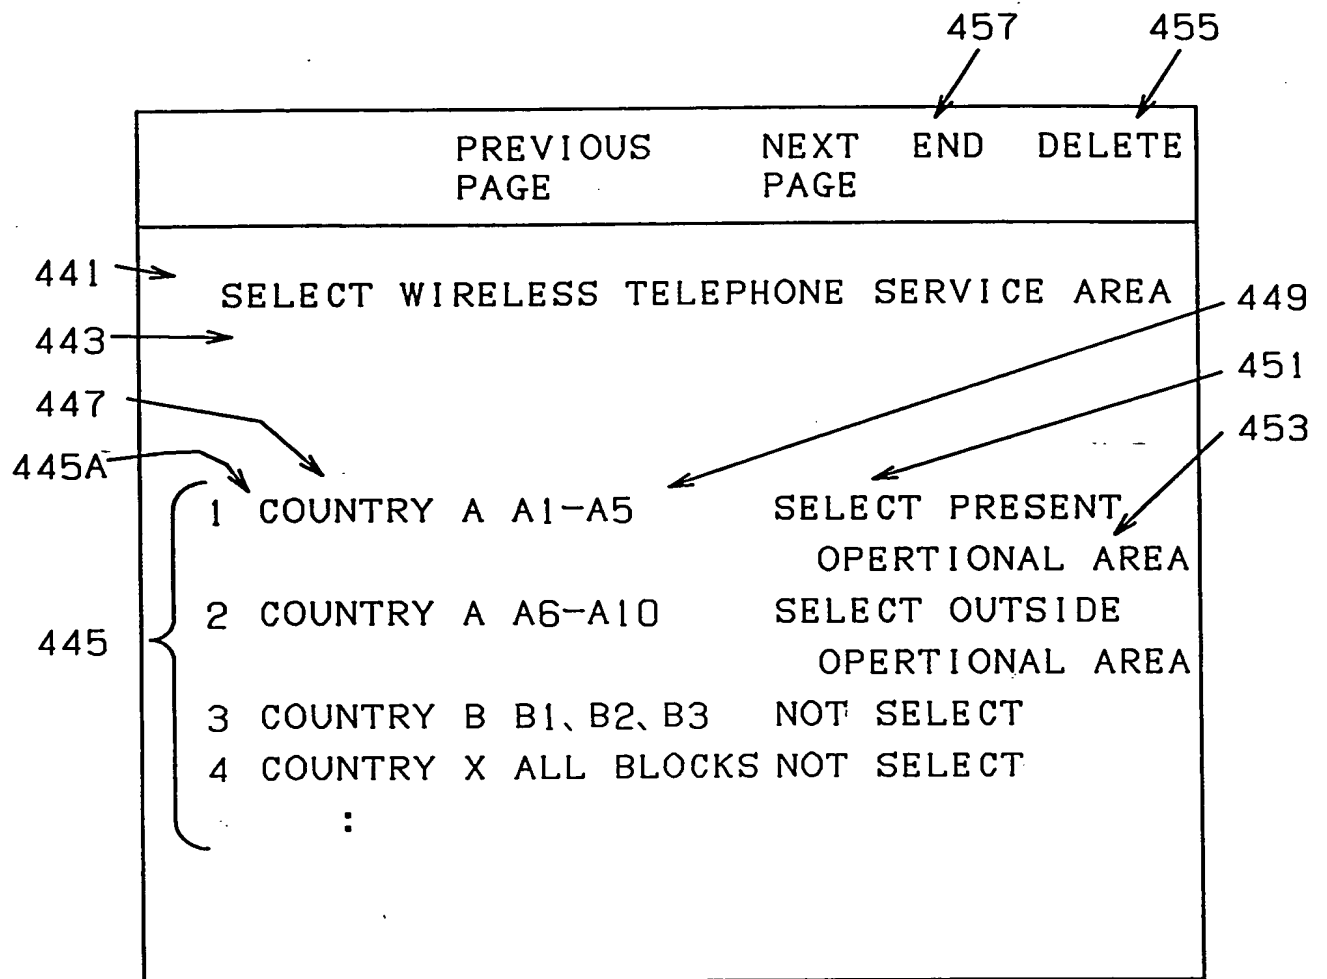 457 455
PREVIOUS PAGE NEXT PAGE END DELETE
441
SELECT WIRELESS TELEPHONE SERVICE AREA
449
443
451
447
453
445A
1 COUNTRY A A1-A5 SELECT PRESENT
OPERTIONAL AREA
2 COUNTRY A A6-A10 SELECT OUTSIDE
445
OPERTIONAL AREA
3 COUNTRY B B1、B2、B3 NOT SELECT
4 COUNTRY X ALL BLOCKS NOT SELECT
: